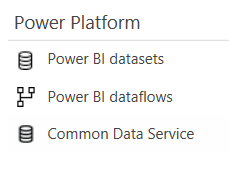 Power Platform
Power BI datasets
Power BI dataflows
Common Data Service